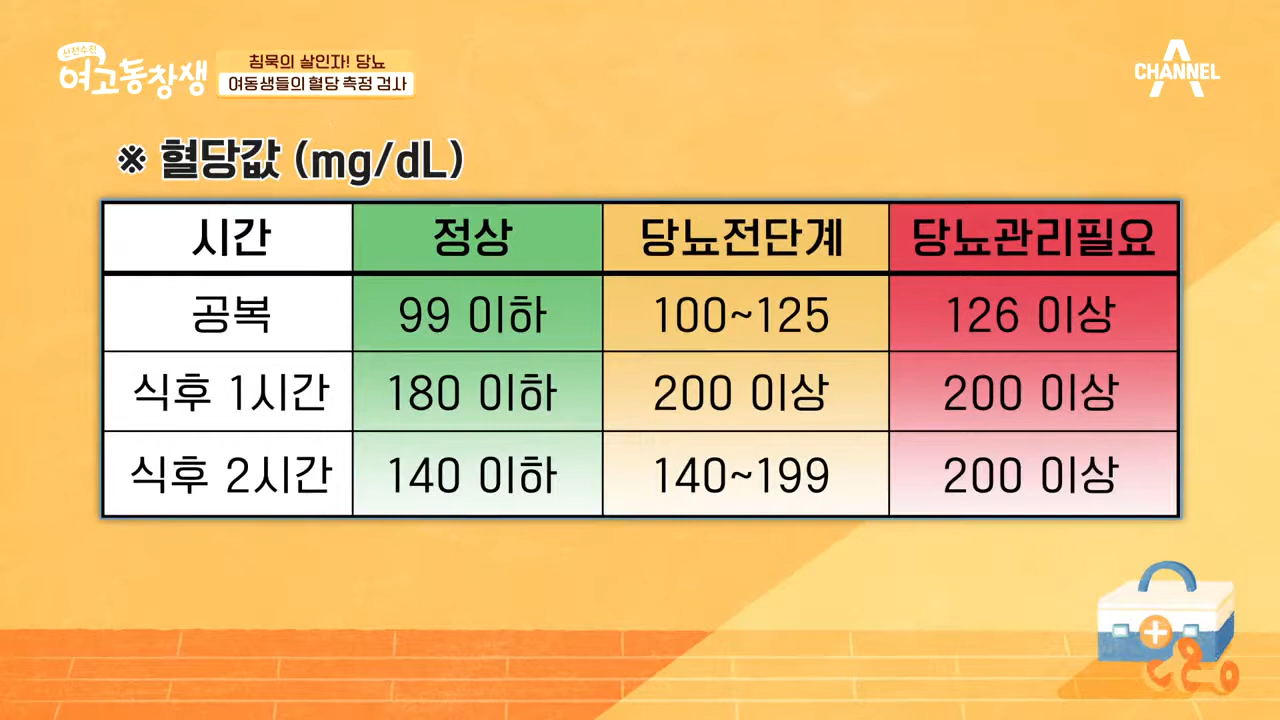 산전수전
여고동창생
침묵의 살인자! 당뇨
여동생들의 혈당 측정 검사
CHANNEL A
※ 혈당값 (mg/dL)
시간 정상 당뇨전단계 당뇨관리필요
공복 99 이하 100~125 126 이상
식후 1시간 180 이하 200 이상 200 이상
식후 2시간 140 이하 140~199 200 이상